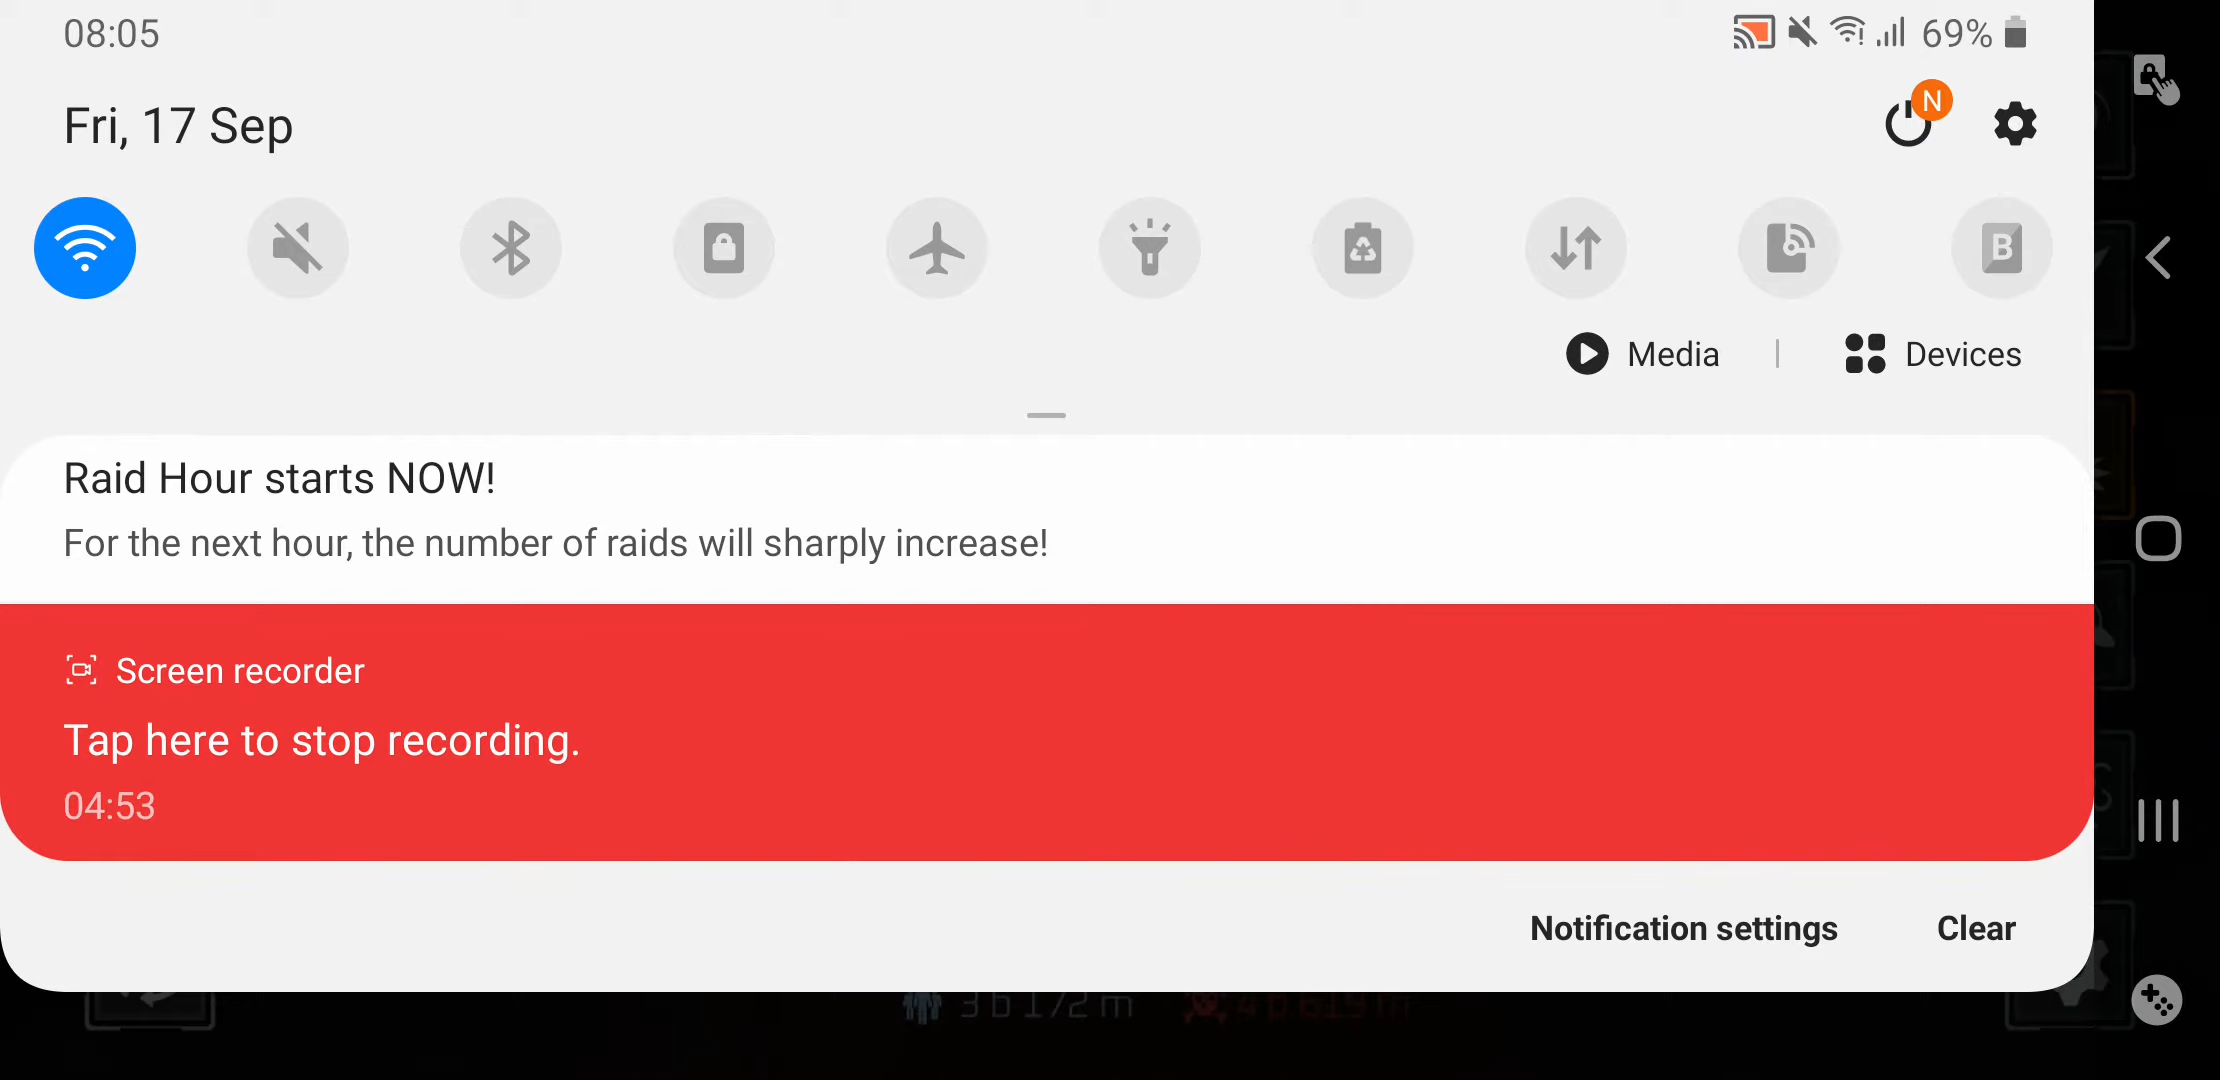 08:05
69%
Fri, 17 Sep
N
B
Media
Devices
Raid Hour starts NOW!
For the next hour, the number of raids will sharply increase!
Screen recorder
Tap here to stop recording.
04:53
Notification settings
Clear